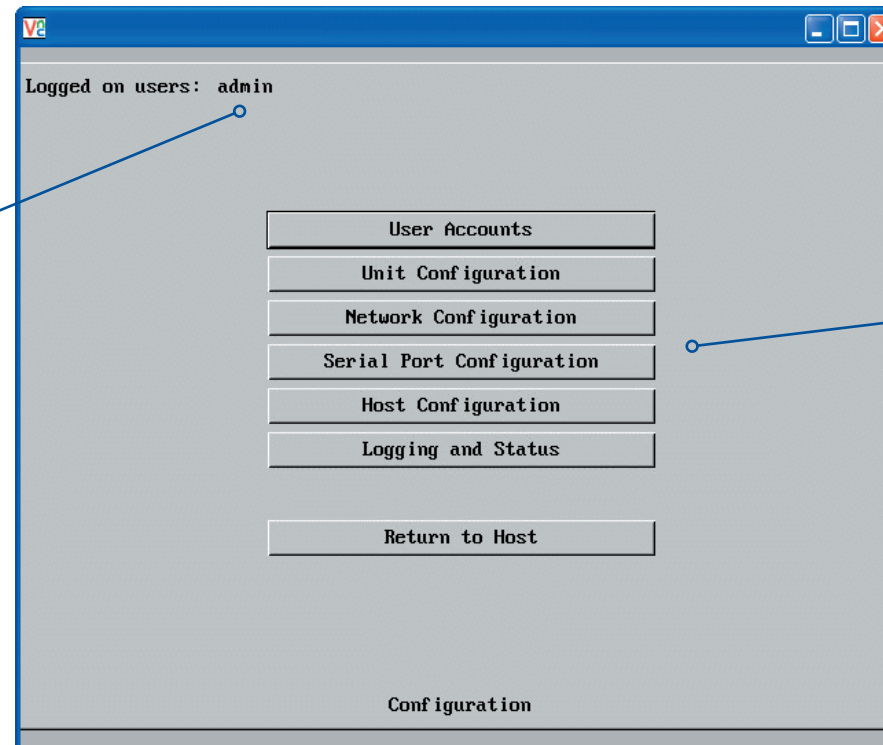 VNC
Logged on users: admin
User Accounts
Unit Configuration
Network Configuration
Serial Port Configuration
Host Configuration
Logging and Status
Return to Host
Configuration